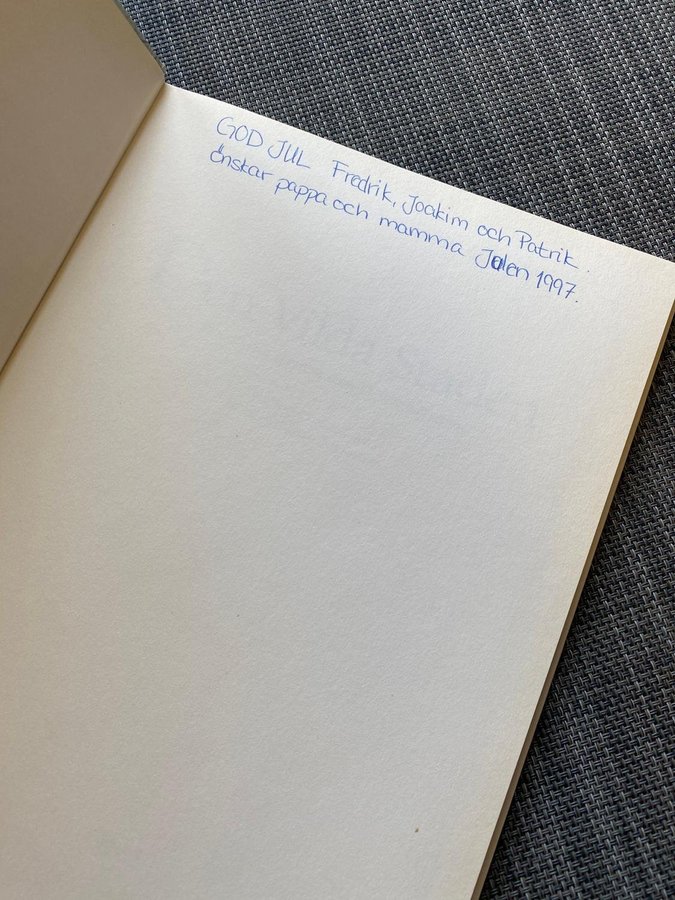 GOD JUL Fredrik, Joakim och Patrik.
önskar pappa och mamma Julen 1997.